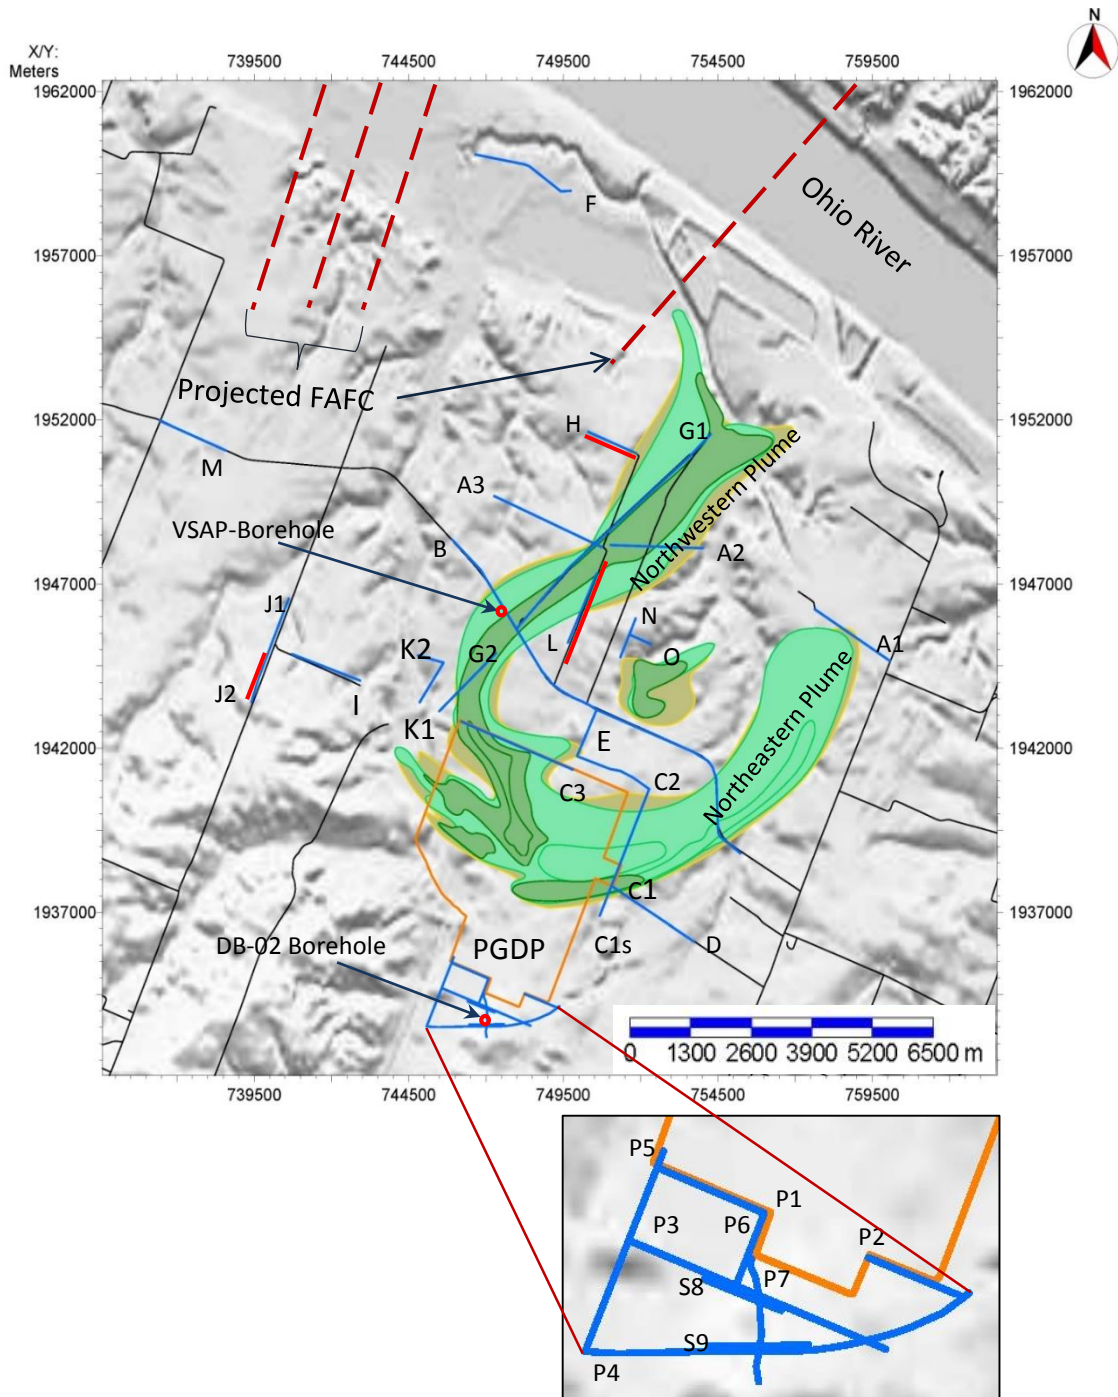 N
X/Y:
Meters
739500 744500 749500 754500 759500
1962000 1962000
Ohio River
F
1957000 1957000
Projected FAFC
1952000 1952000
H
G1
M
A3
Northwestern Plume
VSAP-Borehole
B
A2
1947000 1947000
J1
N
K2
G2
L
O
A1
J2
I
K1
E
1942000 1942000
Northeastern Plume
C3
C2
C1
1937000 1937000
DB-02 Borehole
PGDP
C1s
D
0 1300 2600 3900 5200 6500 m
739500 744500 749500 754500 759500
P5
P1
P3
P6
P2
P7
S8
S9
P4